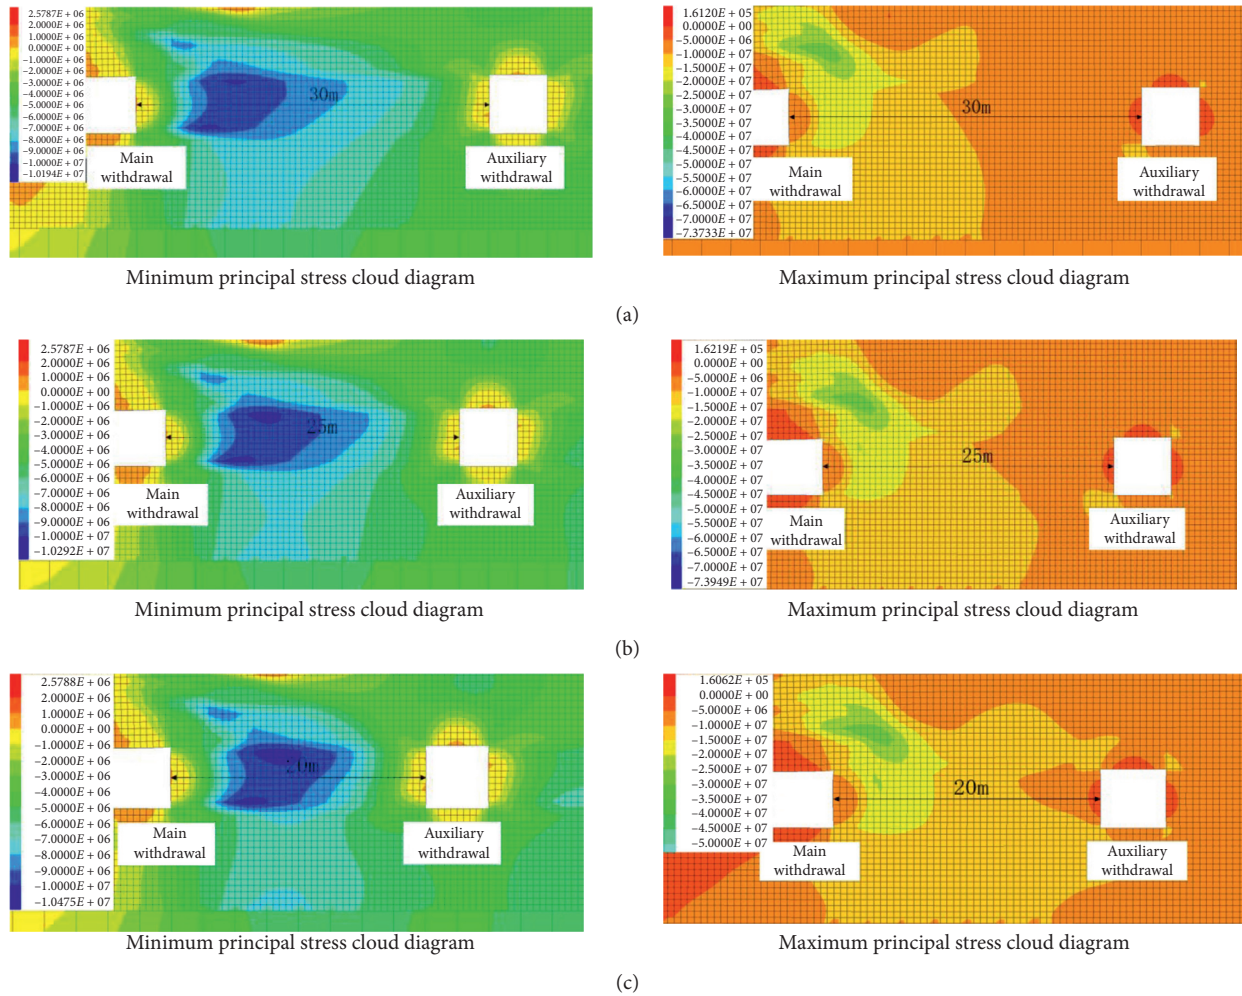 2.5787E + 06
2.0000E + 06
1.0000E + 06
0.0000E + 00
−1.0000E + 06
−2.0000E + 06
−3.0000E + 06
−4.0000E + 06
−5.0000E + 06
−6.0000E + 06
−7.0000E + 06
−8.0000E + 06
−9.0000E + 06
−1.0000E + 07
−1.0194E + 07
30m
Main
withdrawal
Auxiliary
withdrawal
Minimum principal stress cloud diagram
1.6120E + 05
0.0000E + 00
−5.0000E + 06
−1.0000E + 07
−1.5000E + 07
−2.0000E + 07
−2.5000E + 07
−3.0000E + 07
−3.5000E + 07
−4.0000E + 07
−4.5000E + 07
−5.0000E + 07
−5.5000E + 07
−6.0000E + 07
−6.5000E + 07
−7.0000E + 07
−7.3733E + 07
30m
Main
withdrawal
Auxiliary
withdrawal
Maximum principal stress cloud diagram
(a)
2.5787E + 06
2.0000E + 06
1.0000E + 06
0.0000E + 00
−1.0000E + 06
−2.0000E + 06
−3.0000E + 06
−5.0000E + 06
−6.0000E + 06
−7.0000E + 06
−8.0000E + 06
−9.0000E + 06
−1.0000E + 07
−1.0292E + 07
25m
Main
withdrawal
Auxiliary
withdrawal
Minimum principal stress cloud diagram
1.6219E + 05
0.0000E + 00
−5.0000E + 06
−1.5000E + 07
−2.0000E + 07
−2.5000E + 07
−3.0000E + 07
−3.5000E + 07
−4.0000E + 07
−4.5000E + 07
−5.0000E + 07
−5.5000E + 07
−6.0000E + 07
−6.5000E + 07
−7.0000E + 07
−7.3949E + 07
25m
Main
withdrawal
Auxiliary
withdrawal
Maximum principal stress cloud diagram
(b)
2.5788E + 06
2.0000E + 06
1.0000E + 06
0.0000E + 00
−1.0000E + 06
−2.0000E + 06
−3.0000E + 06
−4.0000E + 06
−5.0000E + 06
−6.0000E + 06
−7.0000E + 06
−8.0000E + 06
−9.0000E + 06
−1.0000E + 07
−1.0475E + 07
20m
Main
withdrawal
Auxiliary
withdrawal
Minimum principal stress cloud diagram
1.6062E + 05
0.0000E + 00
−5.0000E + 06
−1.0000E + 07
−1.5000E + 07
−2.5000E + 07
−3.0000E + 07
−3.5000E + 07
−4.5000E + 07
−5.0000E + 07
20m
Main
withdrawal
Auxiliary
withdrawal
Maximum principal stress cloud diagram
(c)